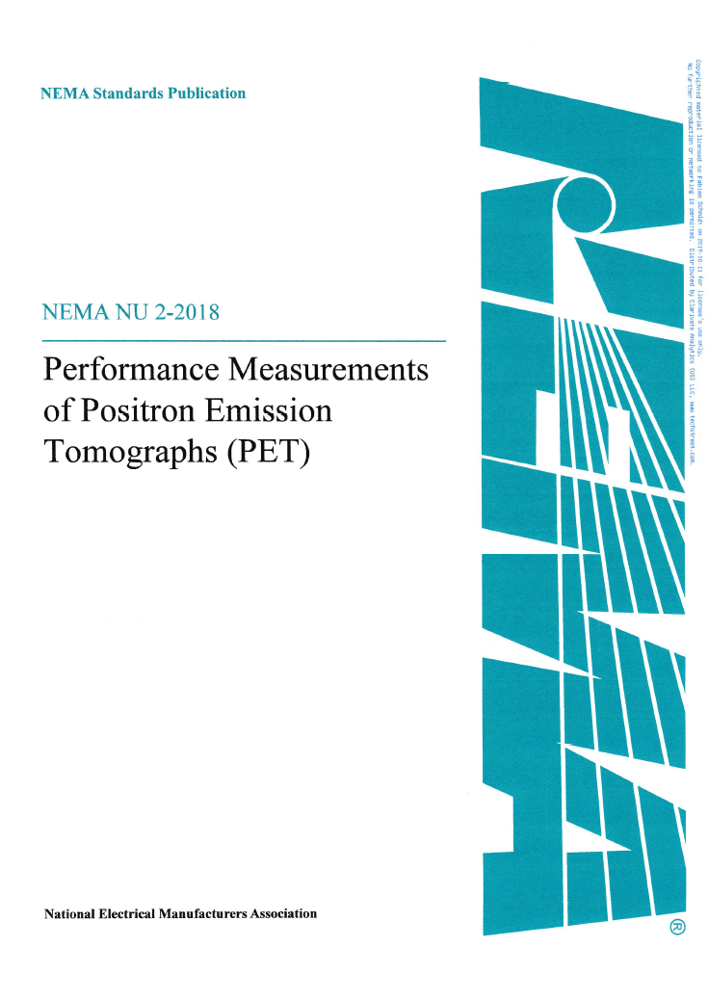 NEMA Standards Publication
NEMA NU 2-2018
Performance Measurements
of Positron Emission
Tomographs (PET)
National Electrical Manufacturers Association
®
Copyrighted material licensed to Fabian Schmidt on 2019-10-11 for licensee's use only.
No further reproduction or networking is permitted. Distributed by Clarivate Analytics (US) LLC, www.techstreet.com.